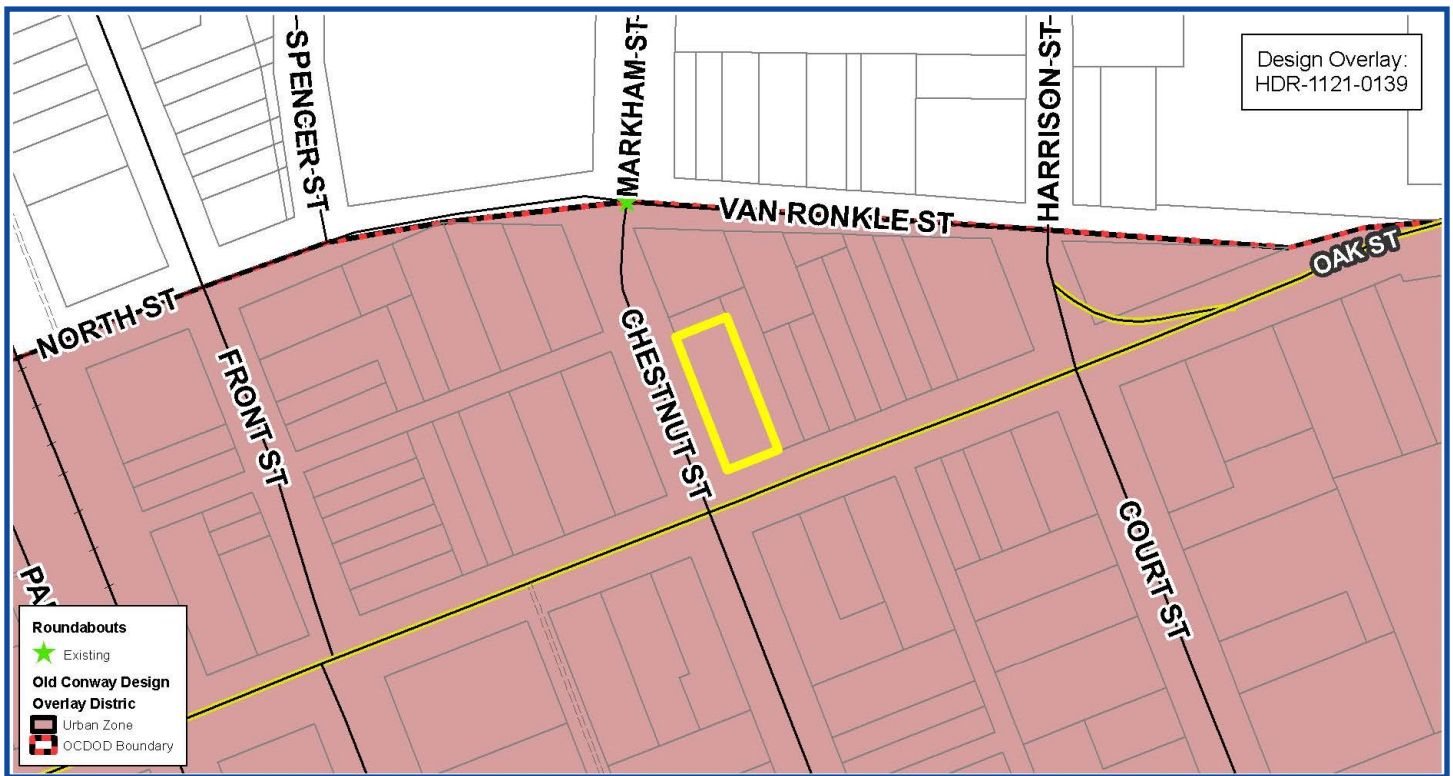 SPENCER-ST
MARKHAM-ST
HARRISON-ST
Design Overlay:
HDR-1121-0139
VAN RONKLE ST
OAK ST
NORTH-ST
FRONT-ST
CHESTNUT-ST
COURT-ST
Roundabouts
Existing
Old Conway Design
Overlay Distric
Urban Zone
OCDOD Boundary